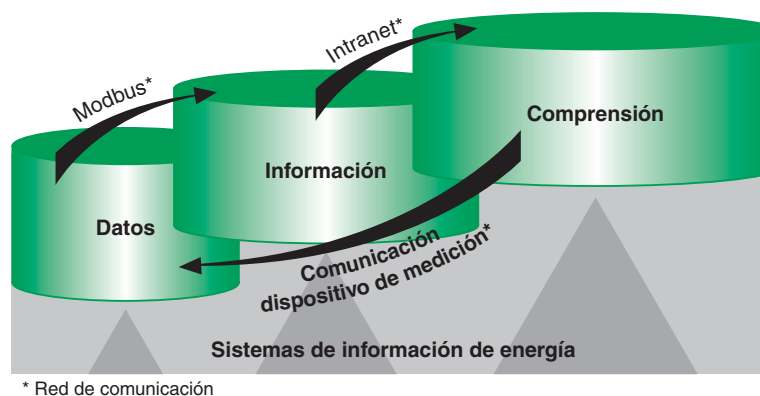 Intranet*
Modbus*
Comprensión
Información
Datos
Comunicación
dispositivo de medición*
Sistemas de información de energía
* Red de comunicación